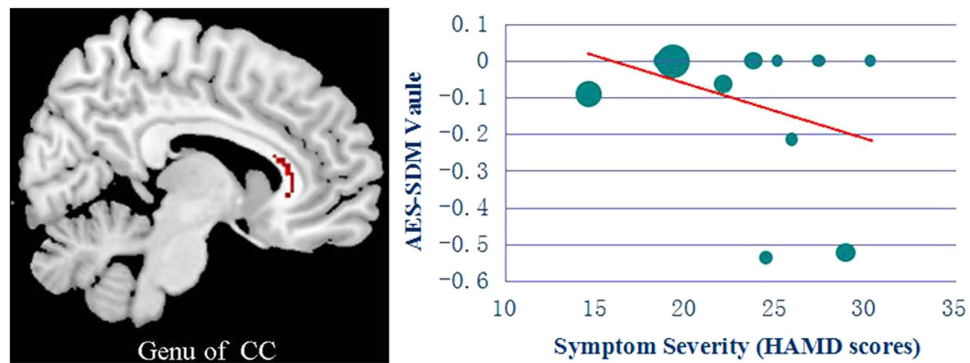 Genu of CC
AES-SDM Vaule
0.1
0
-0.1
-0.2
-0.3
-0.4
-0.5
-0.6
10 15 20 25 30 35
Symptom Severity (HAMD scores)